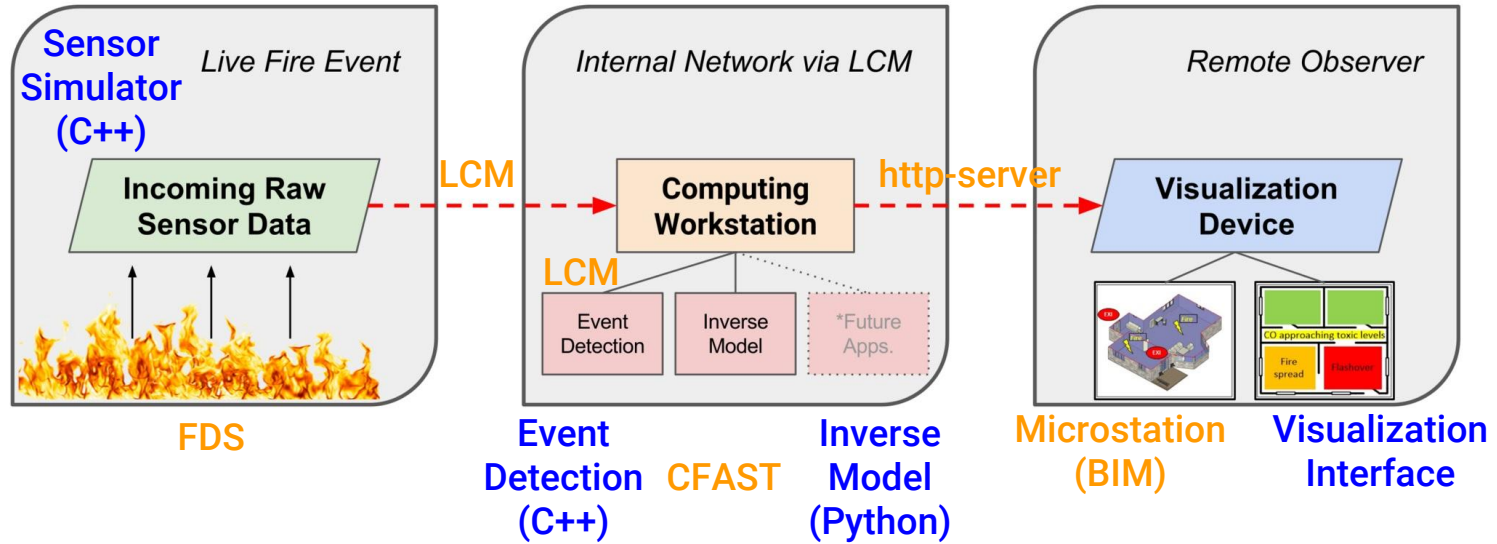 Sensor
Simulator
(C++)
Live Fire Event
Incoming Raw
Sensor Data
FDS
LCM
Internal Network via LCM
Computing
Workstation
LCM
Event
Detection
Inverse
Model
*Future
Apps.
Event
Detection
(C++)
CFAST
Inverse
Model
(Python)
http-server
Remote Observer
Visualization
Device
EXI
EXI
CO approaching toxic levels
Fire
spread
Flashover
Microstation
(BIM)
Visualization
Interface